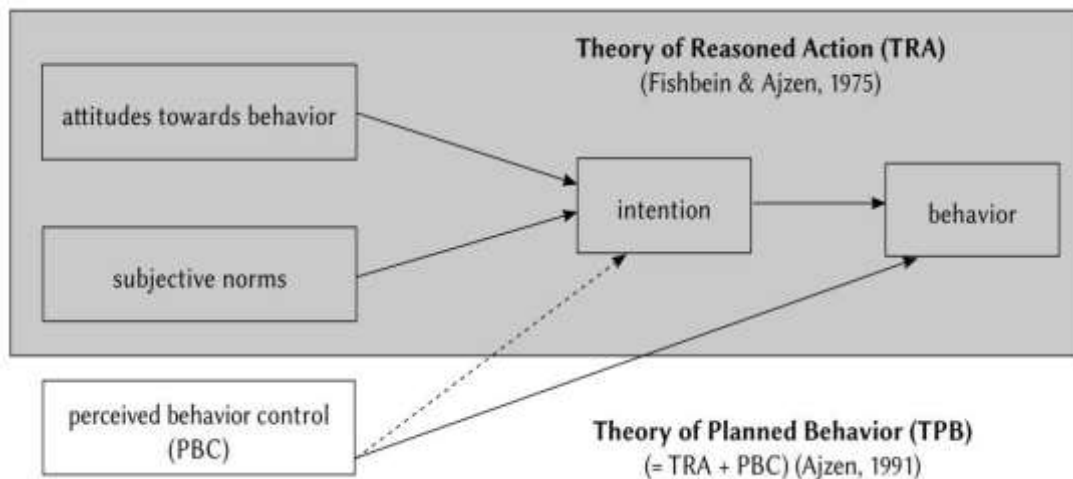 Theory of Reasoned Action (TRA)
(Fishbein & Ajzen, 1975)
attitudes towards behavior
intention
behavior
subjective norms
perceived behavior control
(PBC)
Theory of Planned Behavior (TPB)
(= TRA + PBC) (Ajzen, 1991)